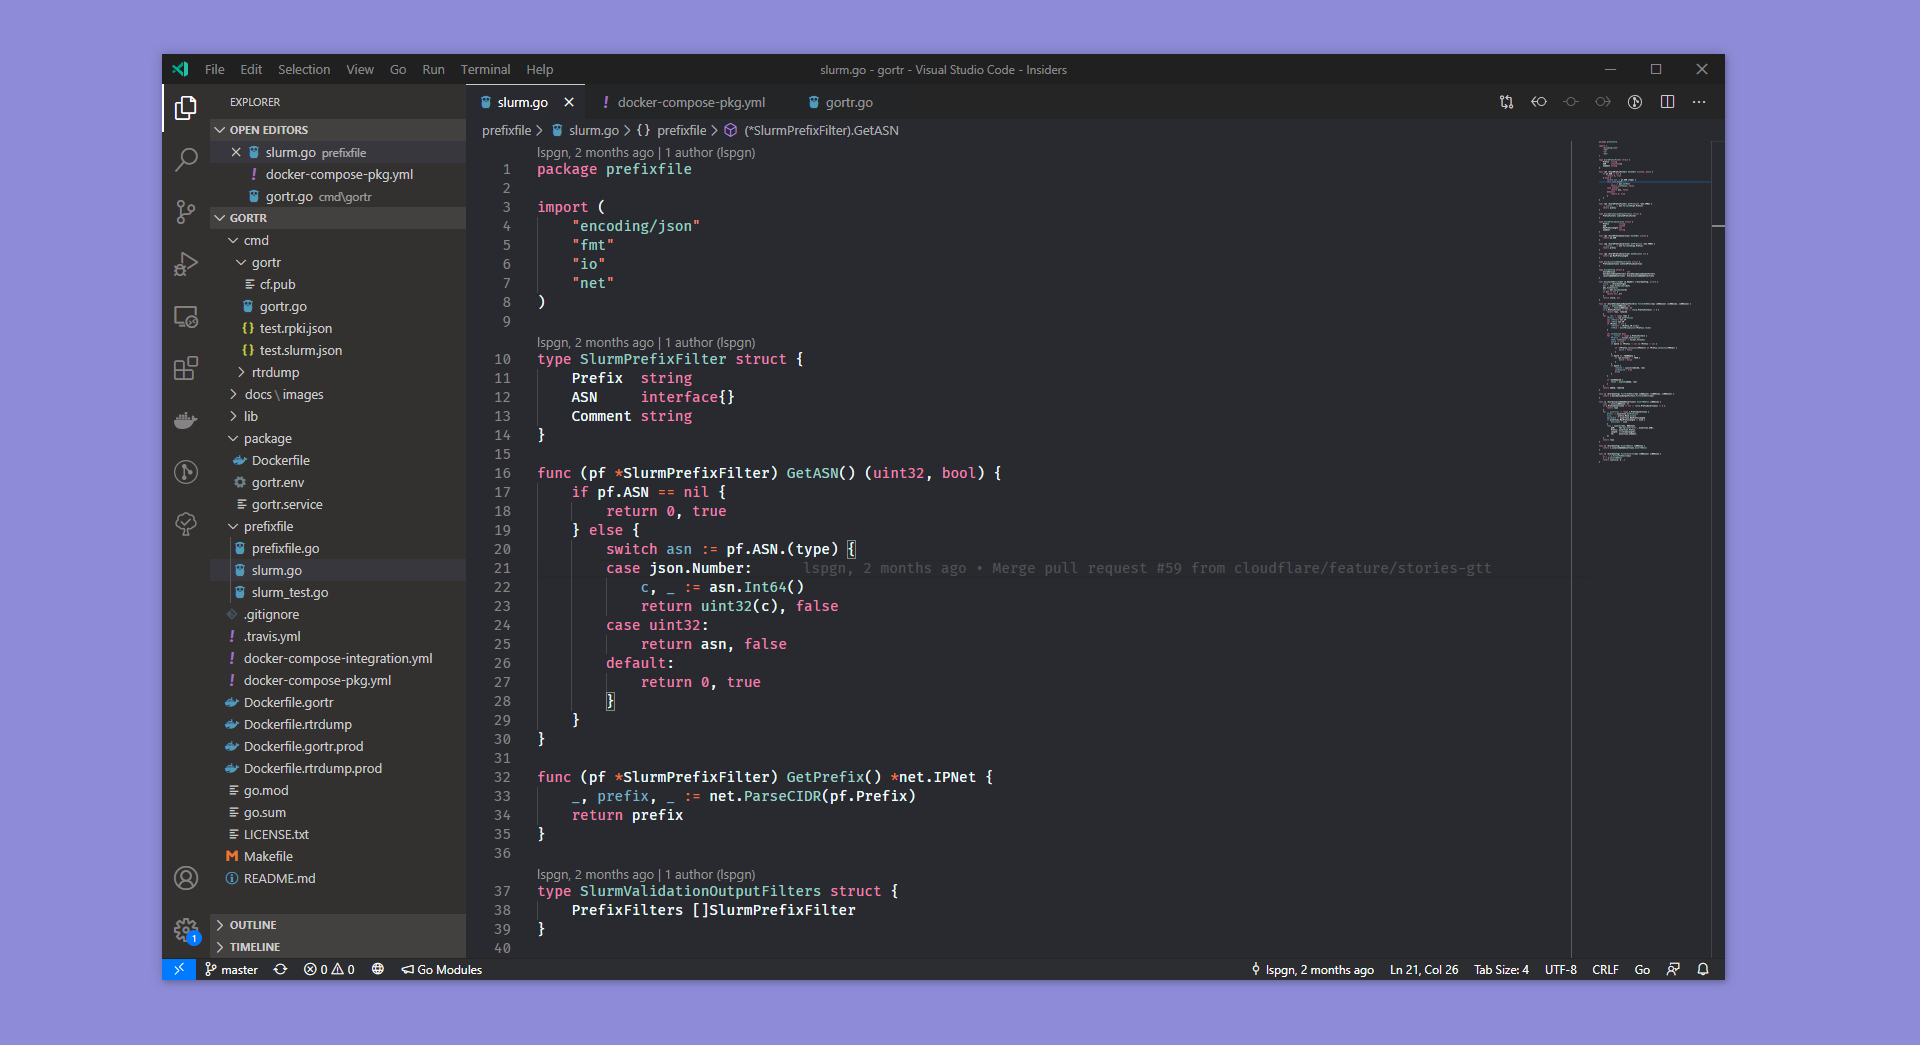 File Edit Selection View Go Run Terminal Help
slurm.go - gortr - Visual Studio Code - Insiders
EXPLORER
OPEN EDITORS
slurm.go prefixfile
docker-compose-pkg.yml
gortr.go cmd\gortr
GORTR
cmd
gortr
cf.pub
gortr.go
test.rpki.json
test.slurm.json
rtrdump
docs\images
lib
package
Dockerfile
gortr.env
gortr.service
prefixfile
prefixfile.go
slurm.go
slurm_test.go
.gitignore
.travis.yml
docker-compose-integration.yml
docker-compose-pkg.yml
Dockerfile.gortr
Dockerfile.rtrdump
Dockerfile.gortr.prod
Dockerfile.rtrdump.prod
go.mod
go.sum
LICENSE.txt
Makefile
README.md
OUTLINE
TIMELINE
1
slurm.go docker-compose-pkg.yml gortr.go
prefixfile > slurm.go > {} prefixfile > (*SlurmPrefixFilter).GetASN
lspgn, 2 months ago | 1 author (lspgn)
1 package prefixfile
2
3 import (
4 "encoding/json"
5 "fmt"
6 "io"
7 "net"
8 )
9
lspgn, 2 months ago | 1 author (lspgn)
10 type SlurmPrefixFilter struct {
11 Prefix string
12 ASN interface{}
13 Comment string
14 }
15
16 func (pf *SlurmPrefixFilter) GetASN() (uint32, bool) {
17 if pf.ASN == nil {
18 return 0, true
19 } else {
20 switch asn := pf.ASN.(type) {
21 case json.Number: lspgn, 2 months ago • Merge pull request #59 from cloudflare/feature/stories-gtt
22 c, _ := asn.Int64()
23 return uint32(c), false
24 case uint32:
25 return asn, false
26 default:
27 return 0, true
28 }
29 }
30 }
31
32 func (pf *SlurmPrefixFilter) GetPrefix() *net.IPNet {
33 _, prefix, _ := net.ParseCIDR(pf.Prefix)
34 return prefix
35 }
36
lspgn, 2 months ago | 1 author (lspgn)
37 type SlurmValidationOutputFilters struct {
38 PrefixFilters []SlurmPrefixFilter
39 }
40
master 0 0 Go Modules
lspgn, 2 months ago Ln 21, Col 26 Tab Size: 4 UTF-8 CRLF Go